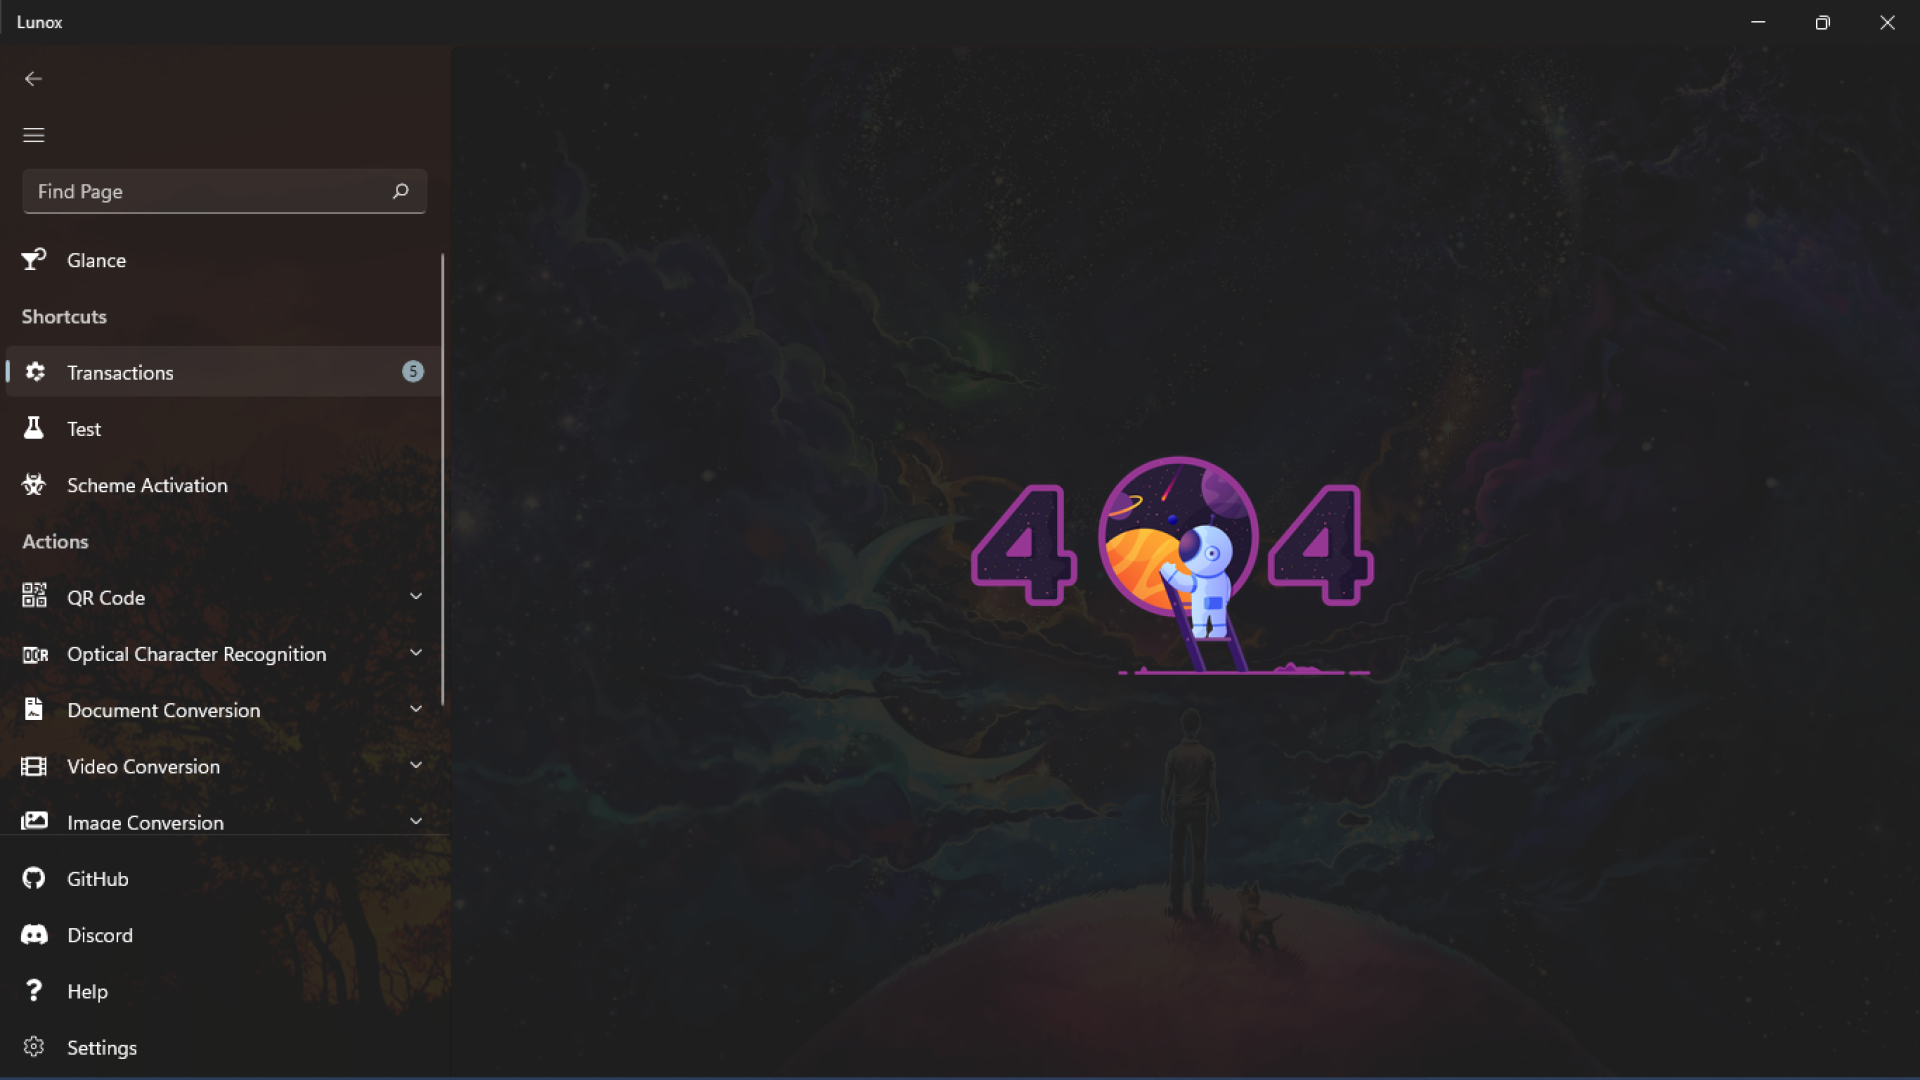 Lunox
Find Page
Glance
Shortcuts
Transactions 5
Test
Scheme Activation
Actions
QR Code
OCR Optical Character Recognition
Document Conversion
Video Conversion
Image Conversion
GitHub
Discord
? Help
Settings
404